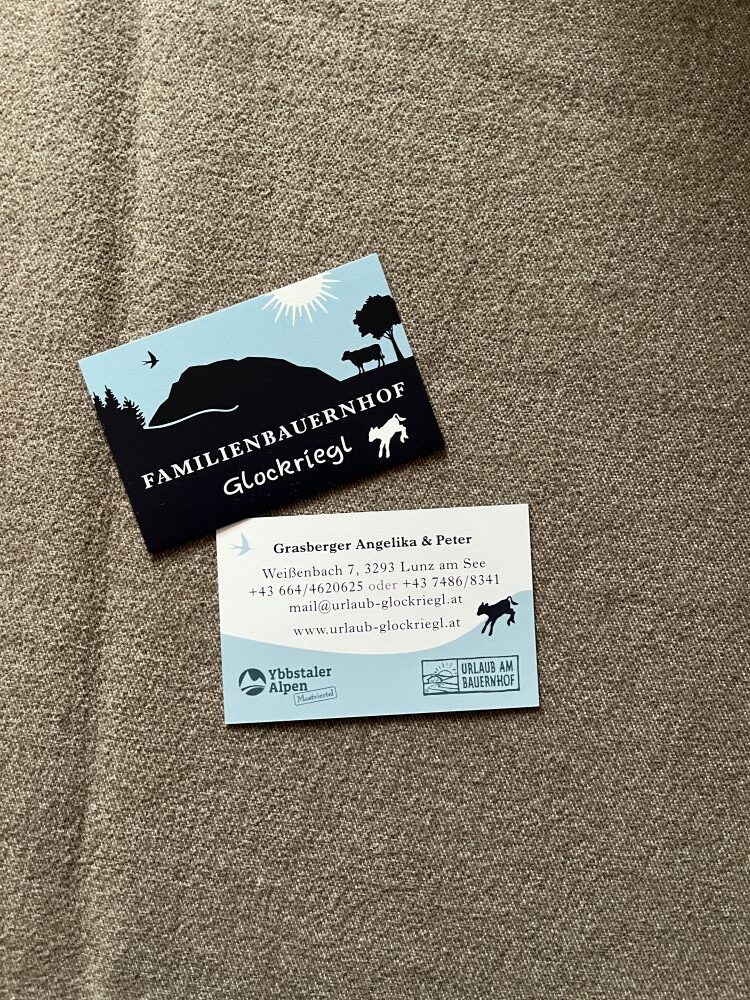 FAMILIENBAUERNHOF
Glockriegl
Grasberger Angelika & Peter
Weißenbach 7, 3293 Lunz am See
+43 664/4620625 oder +43 7486/8341
mail@urlaub-glockriegl.at
www.urlaub-glockriegl.at
Ybbstaler
Alpen
Mostviertel
URLAUB AM
BAUERNHOF